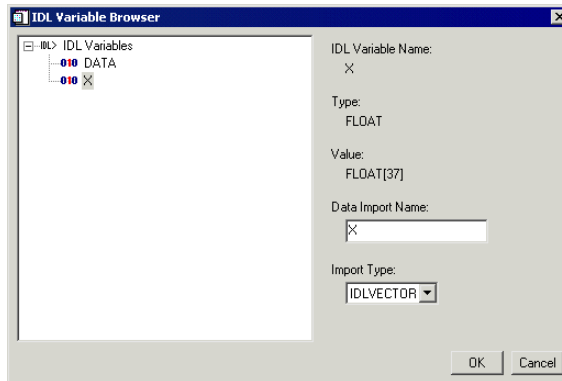 IDL Variable Browser
IDL> IDL Variables
010 DATA
010 X
IDL Variable Name:
X
Type:
FLOAT
Value:
FLOAT[37]
Data Import Name:
X
Import Type:
IDLVECTOR
OK Cancel